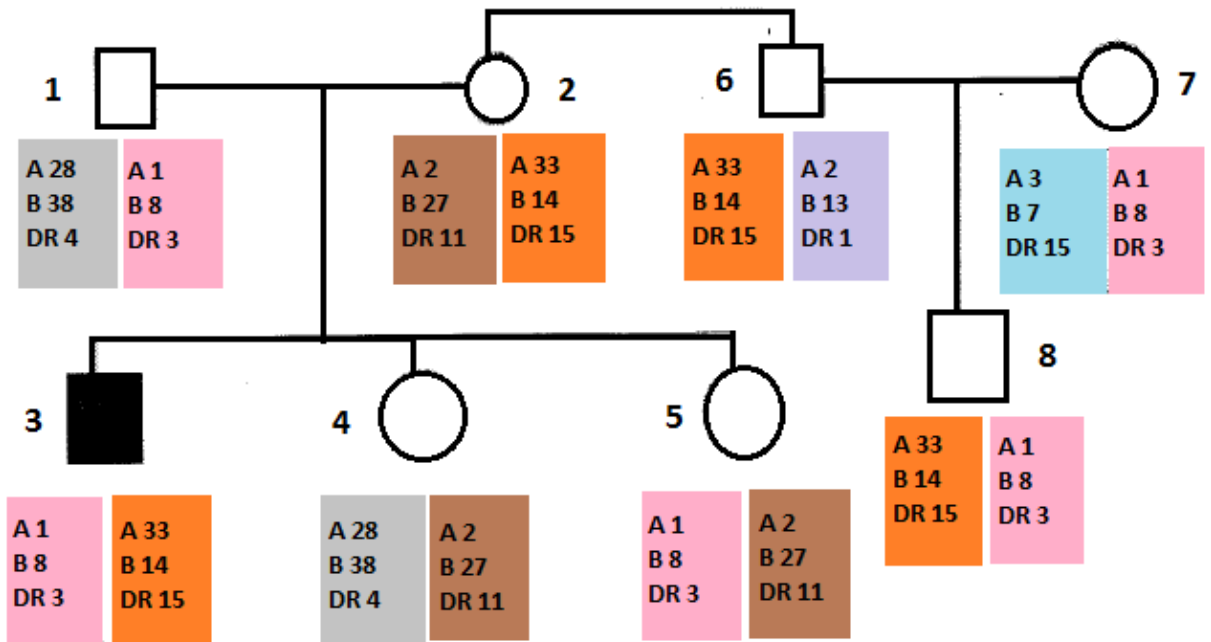 1
2
6
7
A 28
B 38
DR 4
A 1
B 8
DR 3
A 2
B 27
DR 11
A 33
B 14
DR 15
A 33
B 14
DR 15
A 2
B 13
DR 1
A 3
B 7
DR 15
A 1
B 8
DR 3
3
4
5
8
A 1
B 8
DR 3
A 33
B 14
DR 15
A 28
B 38
DR 4
A 2
B 27
DR 11
A 1
B 8
DR 3
A 2
B 27
DR 11
A 33
B 14
DR 15
A 1
B 8
DR 3